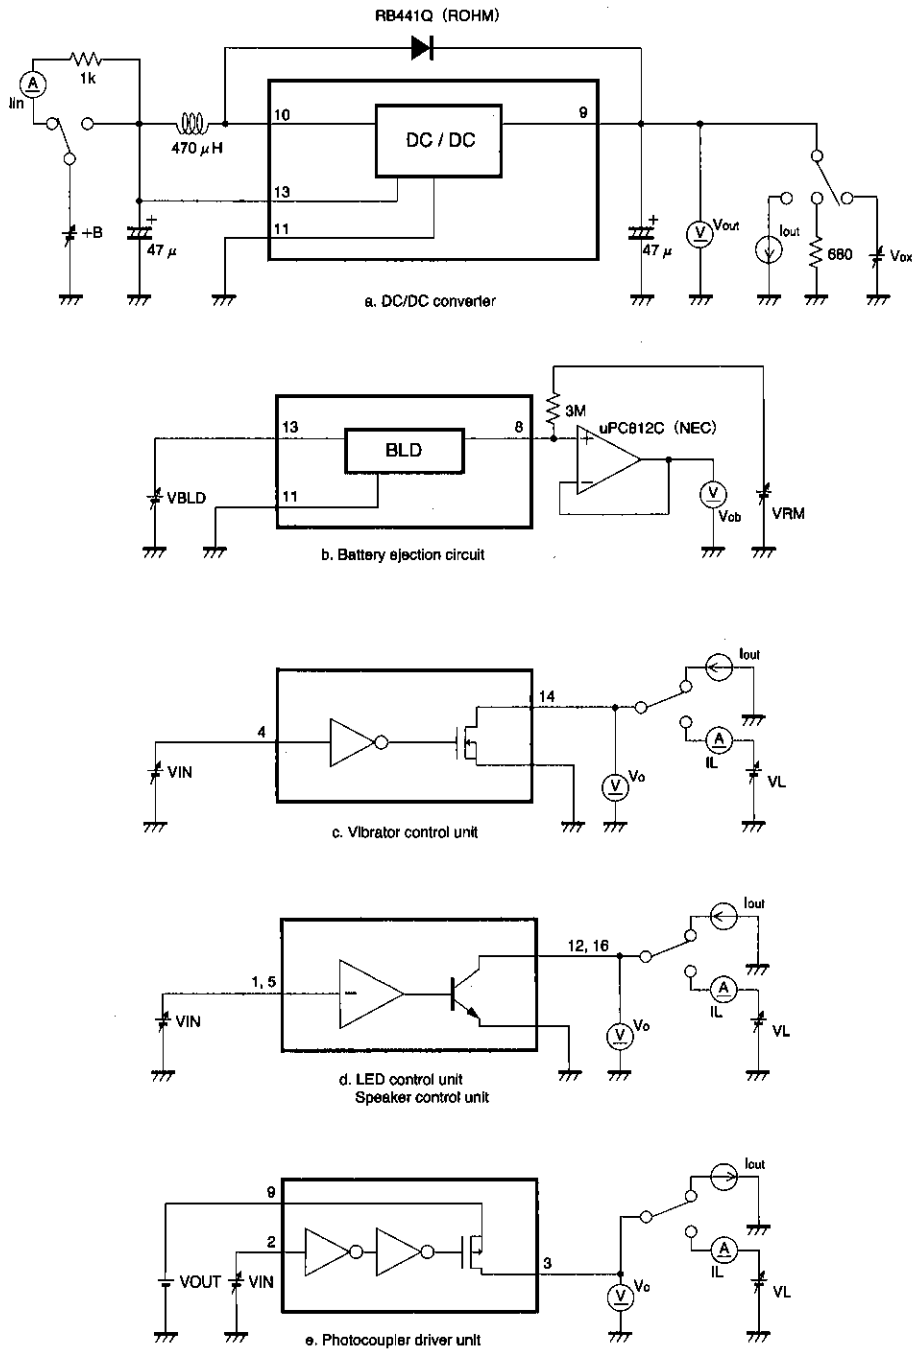 RB441Q (ROHM)
A
Iin
1k
470 μH
10
9
DC / DC
13
11
+B
+
47 μ
+
47 μ
V
Vout
Iout
680
Vox
a. DC/DC converter
3M
uPC812C (NEC)
13
8
BLD
+
−
11
VBLD
V
Vob
VRM
b. Battery ejection circuit
Iout
14
4
A
IL
VIN
V
Vo
VL
c. Vibrator control unit
Iout
12, 16
1, 5
−
A
IL
VIN
V
Vo
VL
d. LED control unit
Speaker control unit
Iout
9
2
3
A
IL
VOUT
VIN
V
Vo
VL
e. Photocoupler driver unit